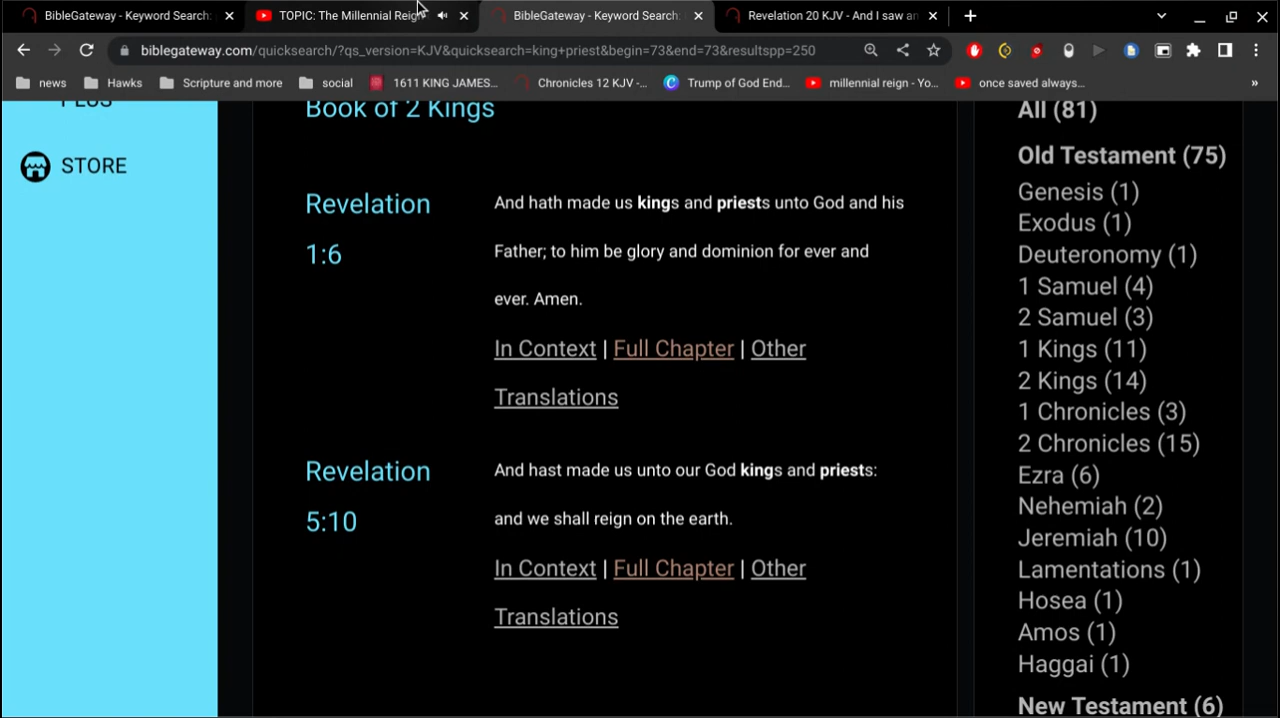 BibleGateway - Keyword Search:
TOPIC: The Millennial Reign
BibleGateway - Keyword Search:
Revelation 20 KJV - And I saw an
biblegateway.com/quicksearch/?qs_version=KJV&quicksearch=king+priest&begin=73&end=73&resultspp=250
news
Hawks
Scripture and more
social
1611 KING JAMES...
Chronicles 12 KJV -...
Trump of God End...
millennial reign - Yo...
once saved always...
»
PLUS
STORE
Book of 2 Kings
Revelation
1:6
And hath made us kings and priests unto God and his
Father; to him be glory and dominion for ever and
ever. Amen.
In Context | Full Chapter | Other
Translations
Revelation
5:10
And hast made us unto our God kings and priests:
and we shall reign on the earth.
In Context | Full Chapter | Other
Translations
All (81)
Old Testament (75)
Genesis (1)
Exodus (1)
Deuteronomy (1)
1 Samuel (4)
2 Samuel (3)
1 Kings (11)
2 Kings (14)
1 Chronicles (3)
2 Chronicles (15)
Ezra (6)
Nehemiah (2)
Jeremiah (10)
Lamentations (1)
Hosea (1)
Amos (1)
Haggai (1)
New Testament (6)